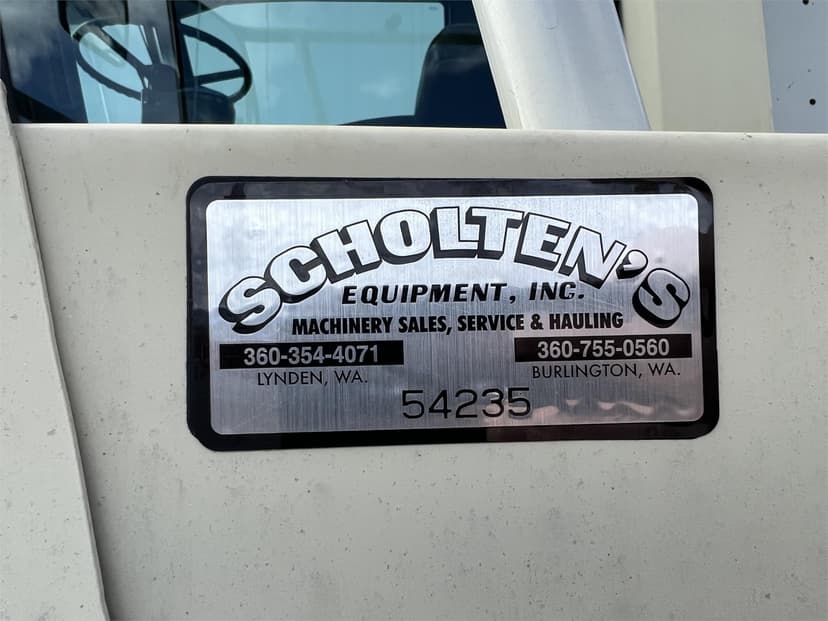 SCHOLTEN'S
EQUIPMENT, INC.
MACHINERY SALES, SERVICE & HAULING
360-354-4071 360-755-0560
LYNDEN, WA. BURLINGTON, WA.
54235